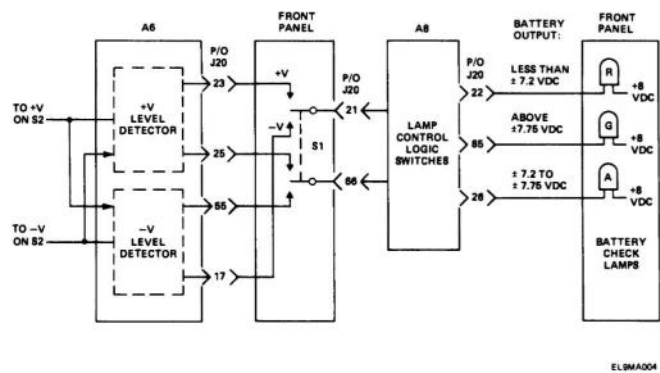 A6
FRONT
PANEL
A8
BATTERY
OUTPUT:
FRONT
PANEL
P/O
J20
23
+V
P/O
J20
21
P/O
J20
22
LESS THAN
± 7.2 VDC
R
+8
VDC
TO +V
ON S2
+V
LEVEL
DETECTOR
−V
S1
LAMP
CONTROL
LOGIC
SWITCHES
85
ABOVE
±7.75 VDC
G
+8
VDC
25
66
TO −V
ON S2
−V
LEVEL
DETECTOR
55
26
± 7.2 TO
± 7.75 VDC
A
+8
VDC
17
BATTERY
CHECK
LAMPS
EL9MA004